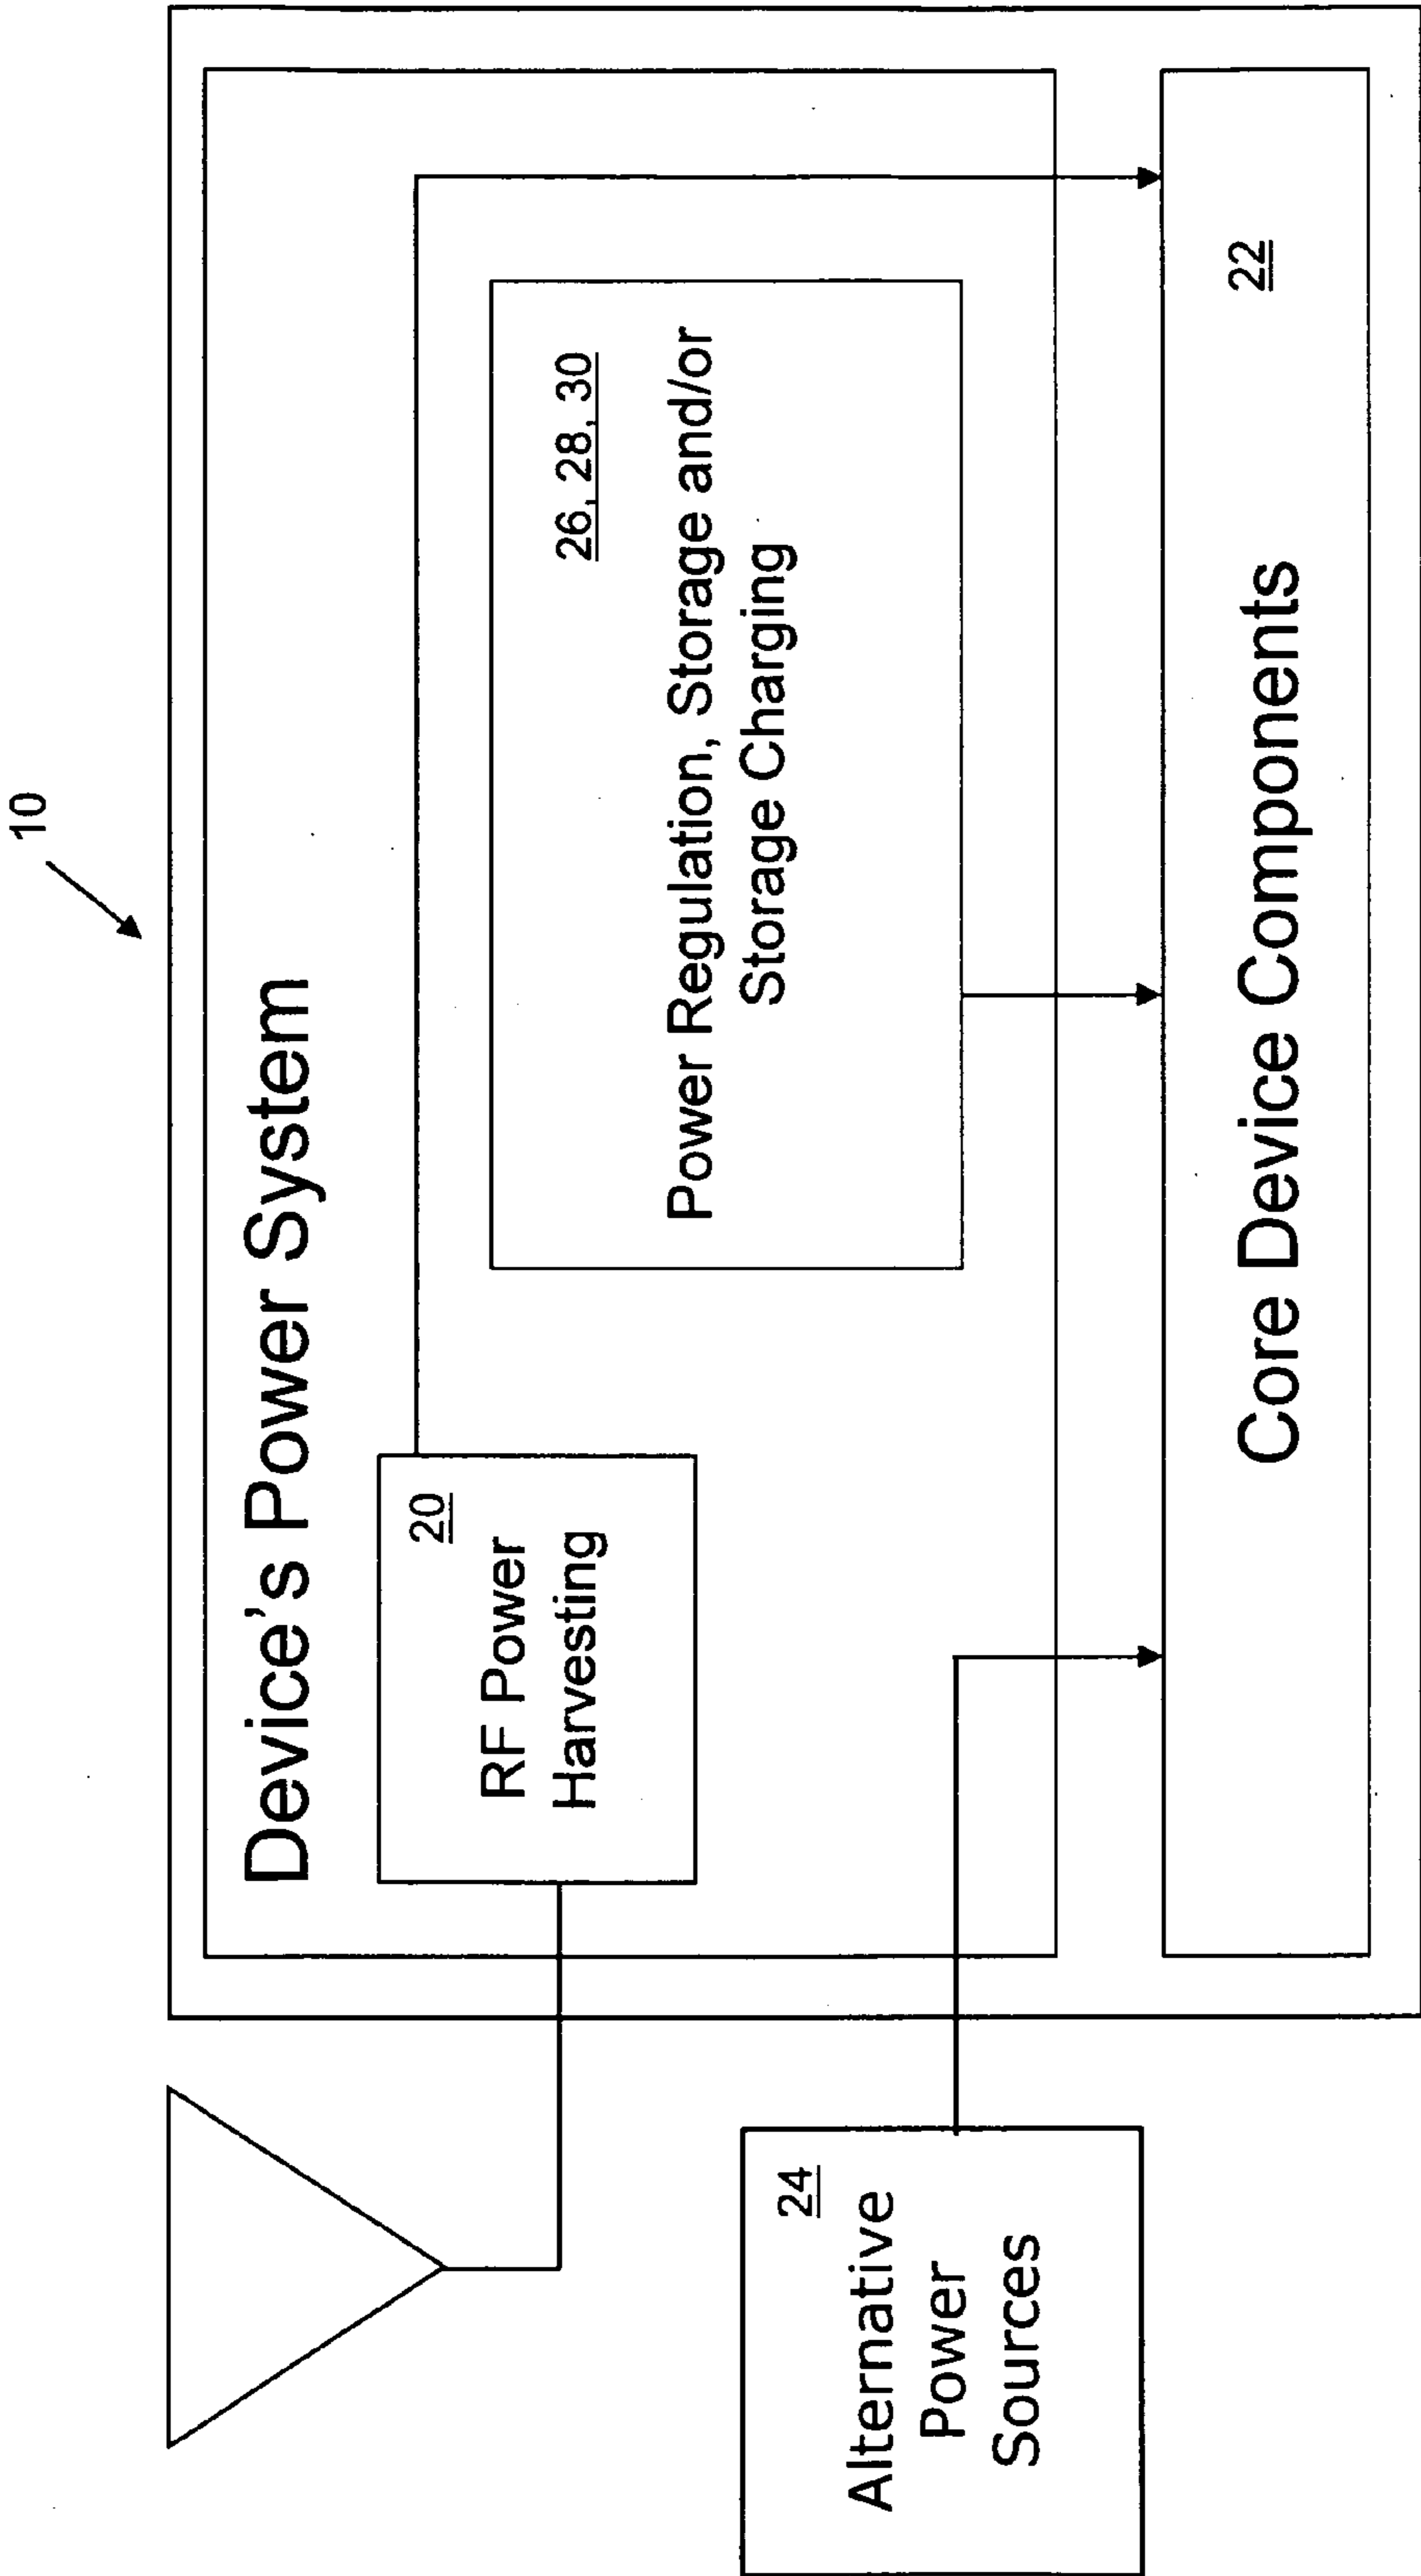 10
Device’s Power System
20
RF Power
Harvesting
26, 28, 30
Power Regulation, Storage and/or
Storage Charging
24
Alternative
Power
Sources
22
Core Device Components